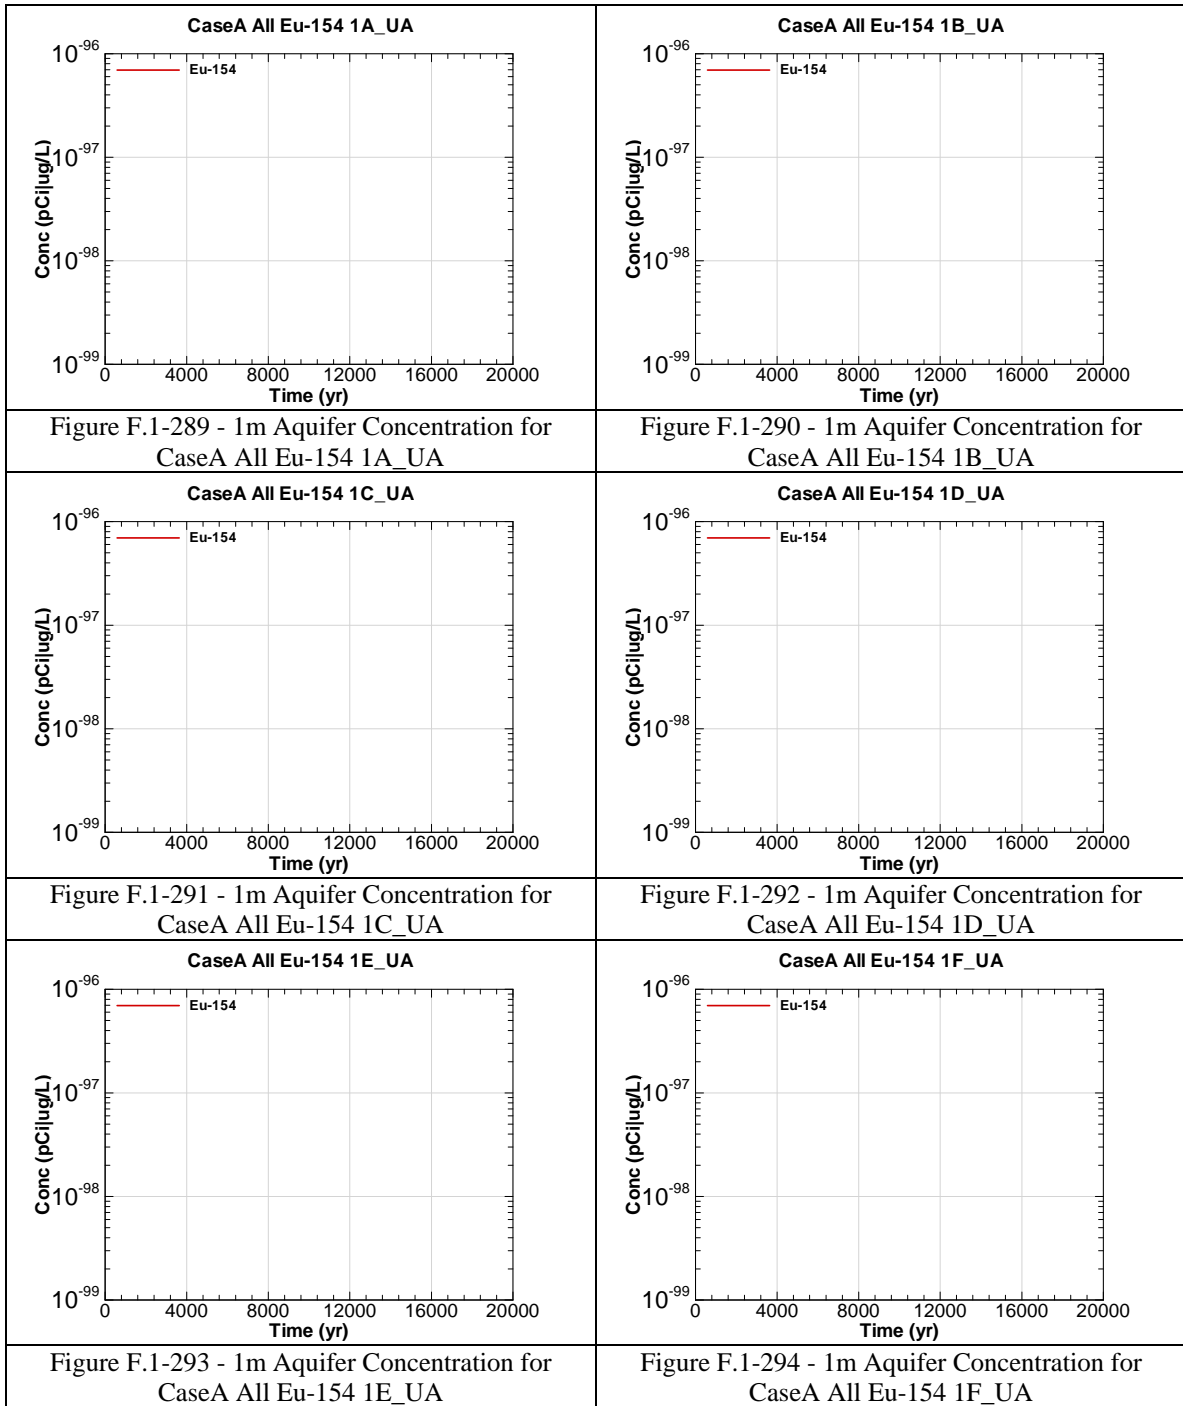 CaseA All Eu-154 1A_UA
Eu-154
Conc (pCi|ug/L)
10-96
10-97
10-98
10-99
0 4000 8000 12000 16000 20000
Time (yr)
Figure F.1-289 - 1m Aquifer Concentration for
CaseA All Eu-154 1A_UA
CaseA All Eu-154 1B_UA
Eu-154
Conc (pCi|ug/L)
10-96
10-97
10-98
10-99
0 4000 8000 12000 16000 20000
Time (yr)
Figure F.1-290 - 1m Aquifer Concentration for
CaseA All Eu-154 1B_UA
CaseA All Eu-154 1C_UA
Eu-154
Conc (pCi|ug/L)
10-96
10-97
10-98
10-99
0 4000 8000 12000 16000 20000
Time (yr)
Figure F.1-291 - 1m Aquifer Concentration for
CaseA All Eu-154 1C_UA
CaseA All Eu-154 1D_UA
Eu-154
Conc (pCi|ug/L)
10-96
10-97
10-98
10-99
0 4000 8000 12000 16000 20000
Time (yr)
Figure F.1-292 - 1m Aquifer Concentration for
CaseA All Eu-154 1D_UA
CaseA All Eu-154 1E_UA
Eu-154
Conc (pCi|ug/L)
10-96
10-97
10-98
10-99
0 4000 8000 12000 16000 20000
Time (yr)
Figure F.1-293 - 1m Aquifer Concentration for
CaseA All Eu-154 1E_UA
CaseA All Eu-154 1F_UA
Eu-154
Conc (pCi|ug/L)
10-96
10-97
10-98
10-99
0 4000 8000 12000 16000 20000
Time (yr)
Figure F.1-294 - 1m Aquifer Concentration for
CaseA All Eu-154 1F_UA